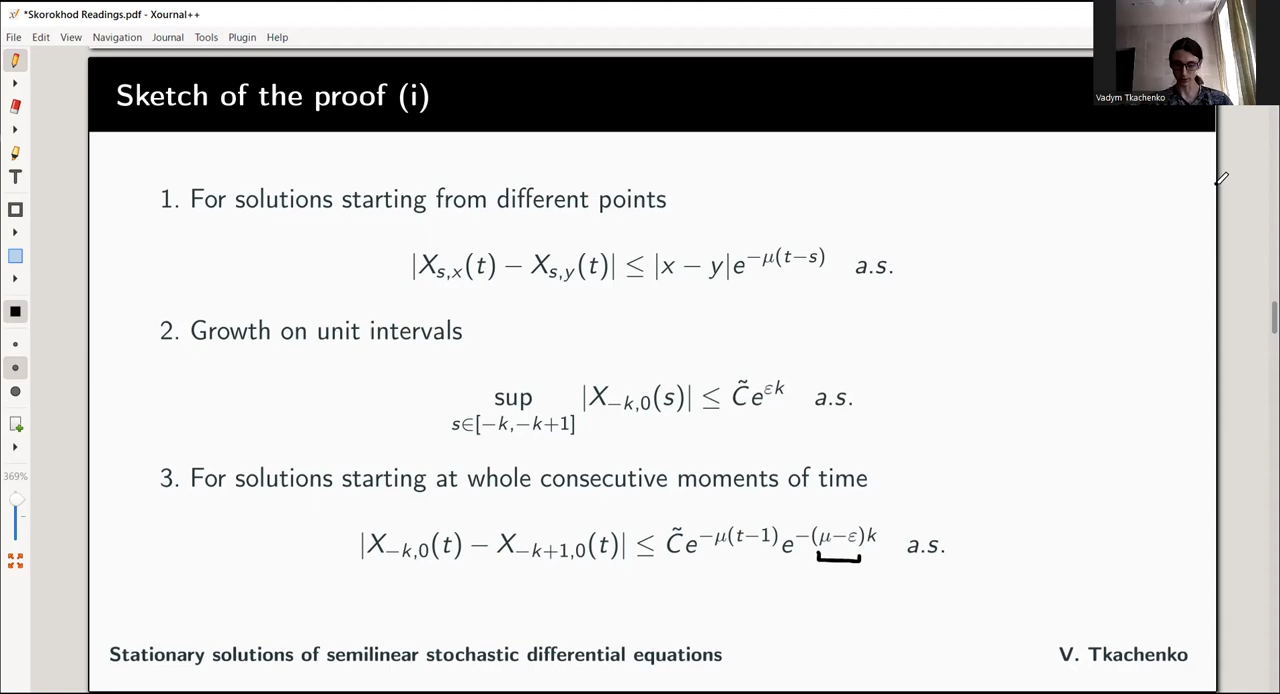 *Skorokhod Readings.pdf - Xournal++
File Edit View Navigation Journal Tools Plugin Help
Vadym Tkachenko
Sketch of the proof (i)
1. For solutions starting from different points
|X_{s,x}(t) − X_{s,y}(t)| ≤ |x − y|e^{−μ(t−s)} a.s.
2. Growth on unit intervals
sup_{s∈[−k,−k+1]} |X_{−k,0}(s)| ≤ C̃e^{εk} a.s.
3. For solutions starting at whole consecutive moments of time
|X_{−k,0}(t) − X_{−k+1,0}(t)| ≤ C̃e^{−μ(t−1)}e^{−(μ−ε)k} a.s.
369%
Stationary solutions of semilinear stochastic differential equations
V. Tkachenko